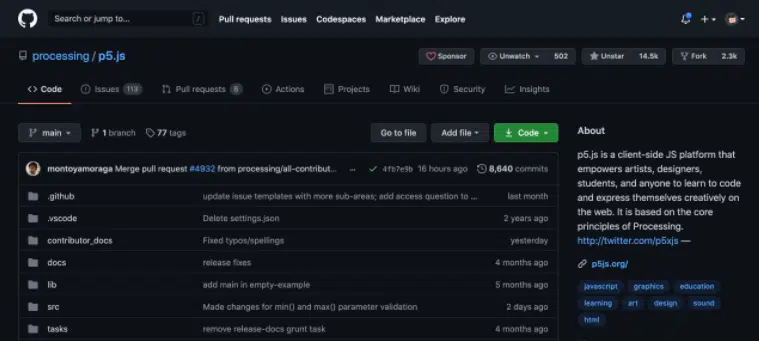 Search or jump to... /
Pull requests Issues Codespaces Marketplace Explore
processing / p5.js
Sponsor Unwatch 502 Unstar 14.5k Fork 2.3k
Code Issues 113 Pull requests 6 Actions Projects Wiki Security Insights
main 1 branch 77 tags Go to file Add file Code
montoyamoraga Merge pull request #4932 from processing/all-contribut... ... 4fb7e9b 16 hours ago 8,640 commits
.github update issue templates with more sub-areas; add access question to ... last month
.vscode Delete settings.json 2 years ago
contributor_docs Fixed typos/spellings yesterday
docs release fixes 4 months ago
lib add main in empty-example 5 months ago
src Made changes for min() and max() parameter validation 2 days ago
tasks remove release-docs grunt task 4 months ago
About
p5.js is a client-side JS platform that
empowers artists, designers,
students, and anyone to learn to code
and express themselves creatively on
the web. It is based on the core
principles of Processing.
http://twitter.com/p5xjs —
p5js.org/
javascript graphics education
learning art design sound
html